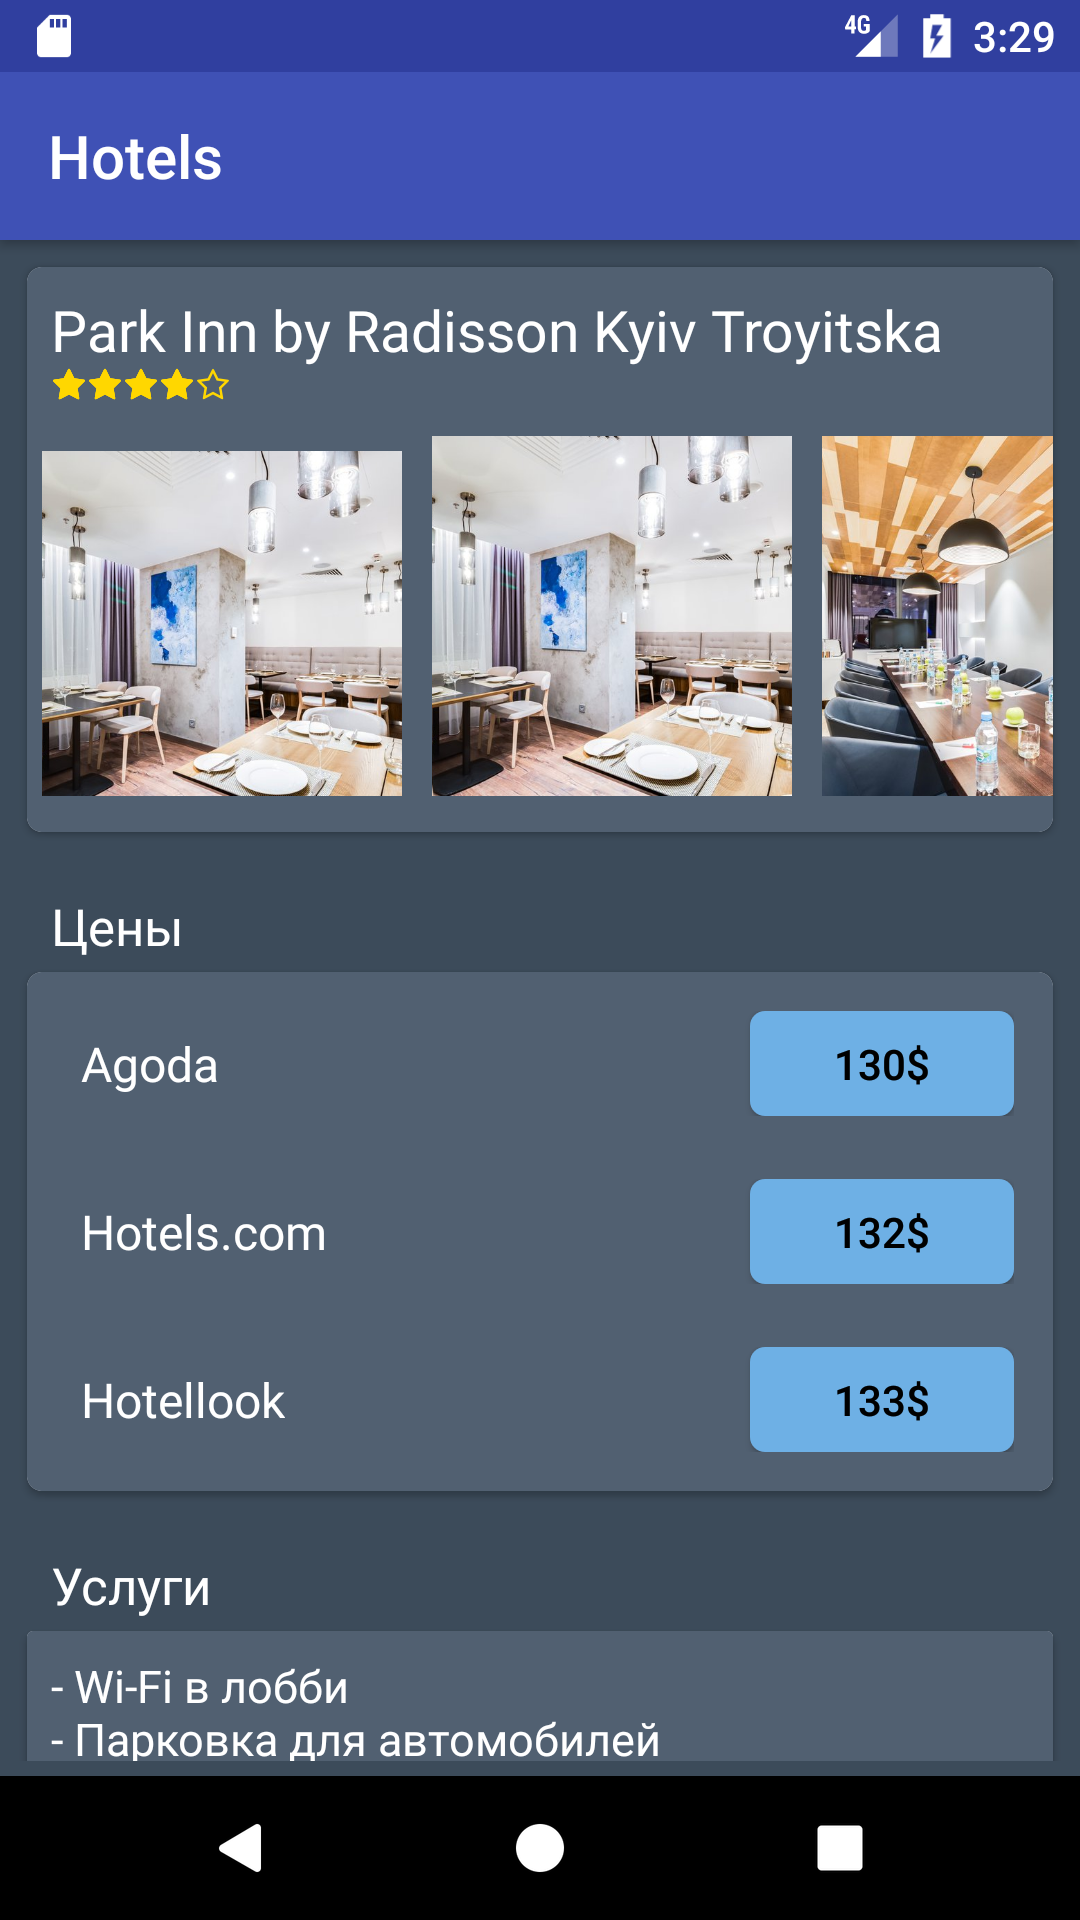 4G 3:29
Hotels
Park Inn by Radisson Kyiv Troyitska
Цены
Agoda 130$
Hotels.com 132$
Hotellook 133$
Услуги
- Wi-Fi в лобби
- Парковка для автомобилей